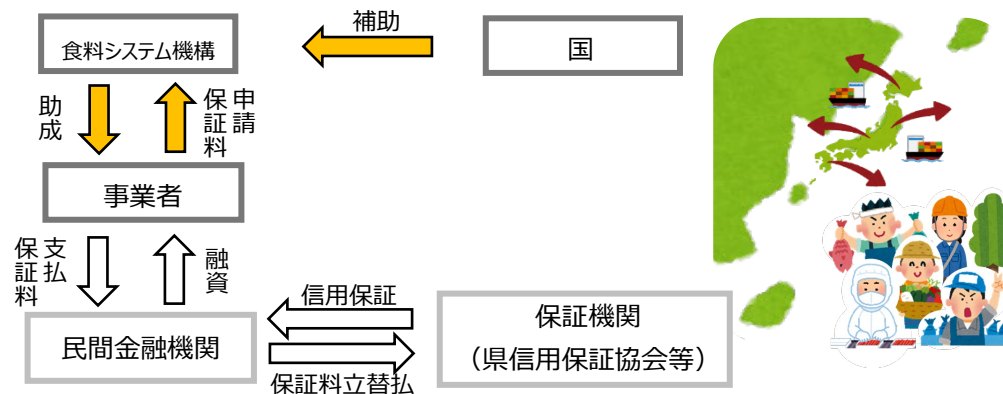 補助
食料システム機構
国
助成
保証料
申請
事業者
保証料
支払
融資
信用保証
民間金融機関
保証機関
（県信用保証協会等）
保証料立替払